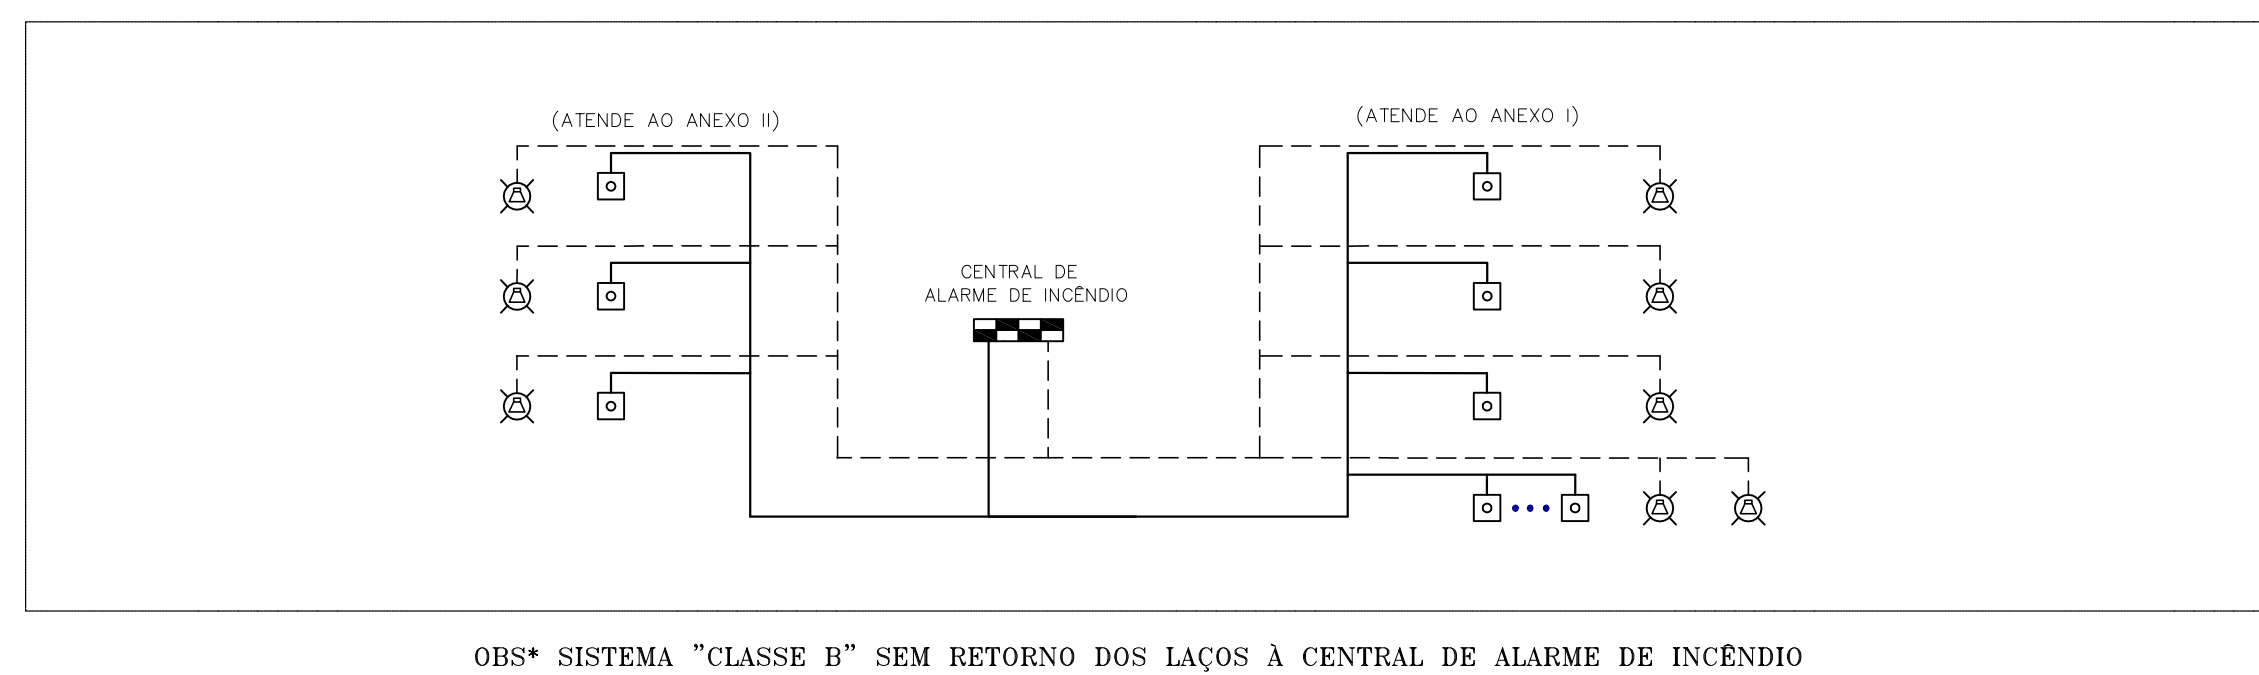 (ATENDE AO ANEXO II)
(ATENDE AO ANEXO I)
CENTRAL DE
ALARME DE INCÊNDIO
OBS* SISTEMA "CLASSE B" SEM RETORNO DOS LAÇOS À CENTRAL DE ALARME DE INCÊNDIO